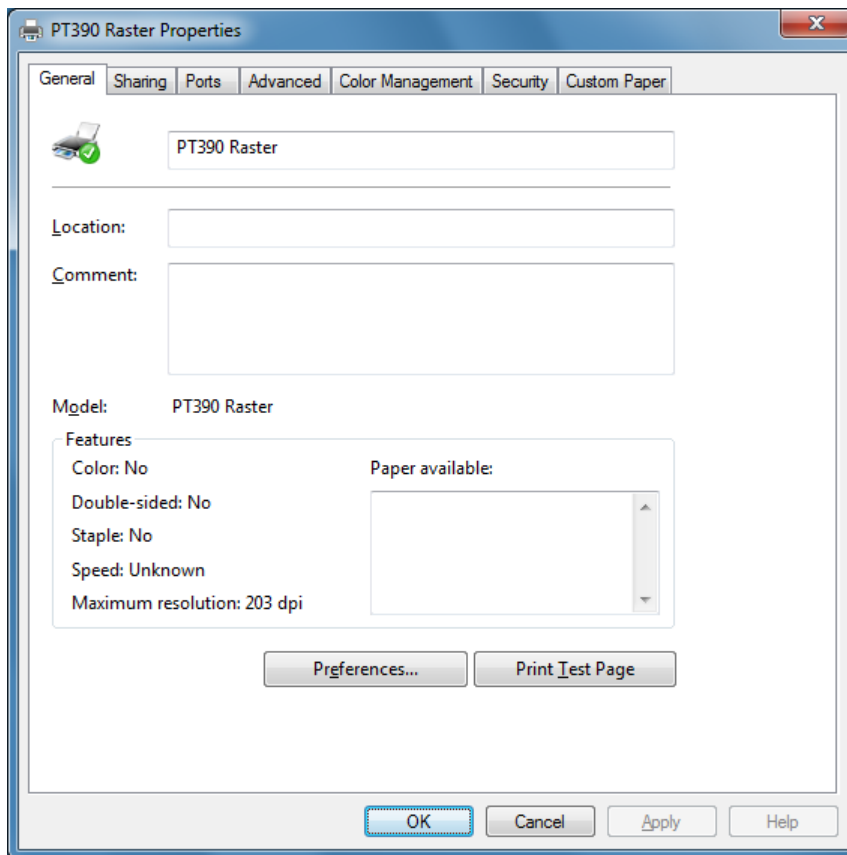 PT390 Raster Properties
X
General Sharing Ports Advanced Color Management Security Custom Paper
PT390 Raster
Location:
Comment:
Model: PT390 Raster
Features
Color: No Paper available:
Double-sided: No
Staple: No
Speed: Unknown
Maximum resolution: 203 dpi
Preferences... Print Test Page
OK Cancel Apply Help